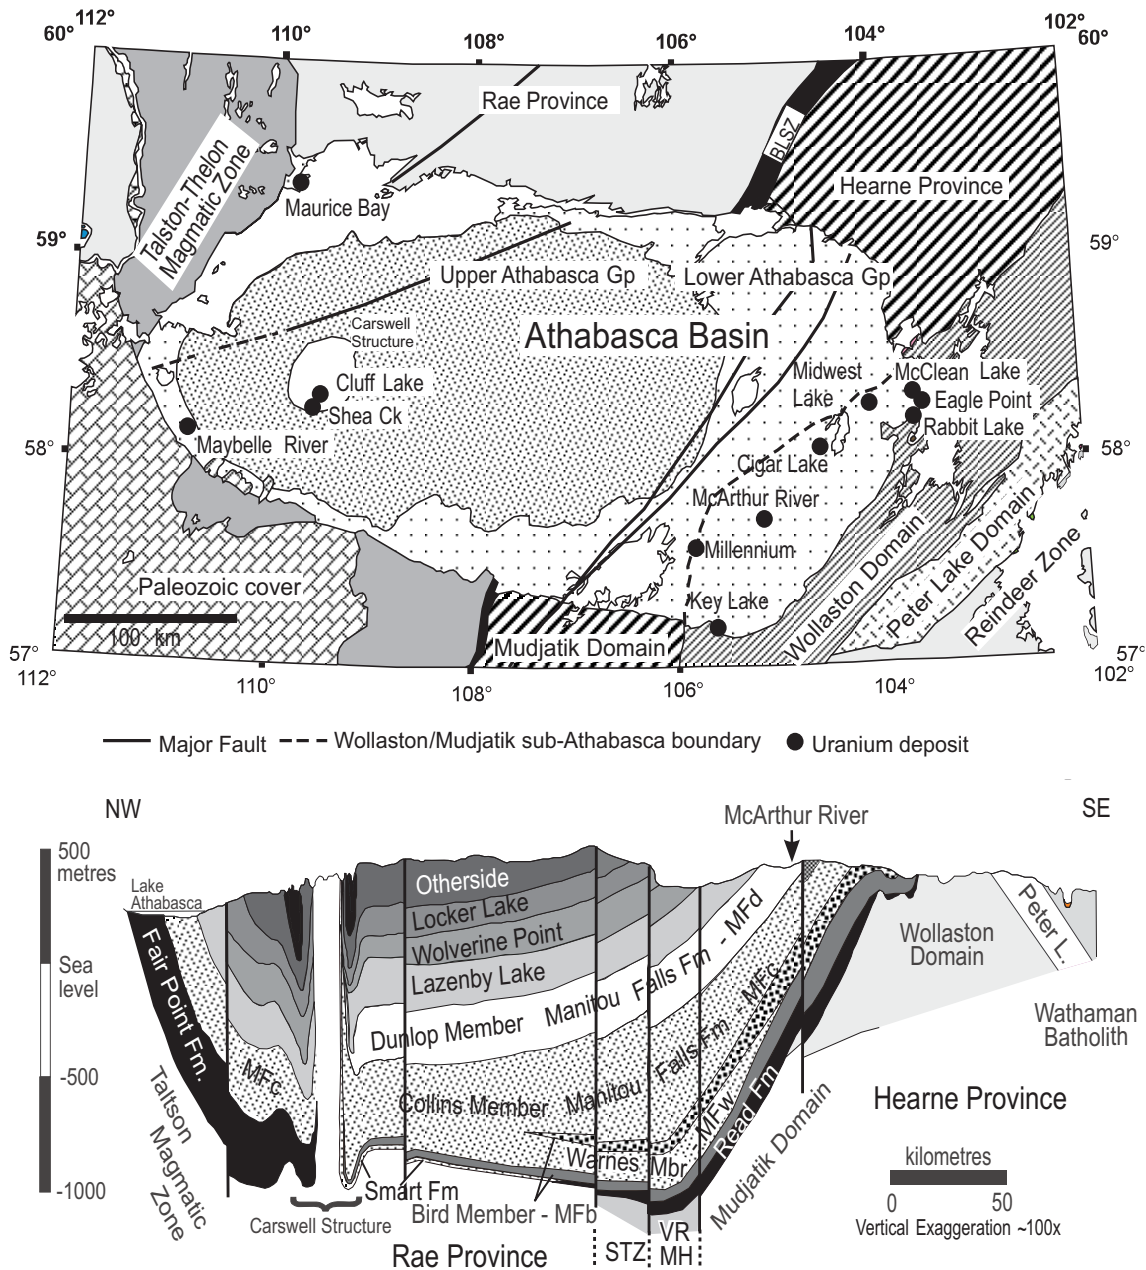 112°
60°
110°
108°
106°
104°
102°
60°
Rae Province
BLSZ
Talston-Thelon
Magmatic Zone
Hearne Province
Maurice Bay
59°
59°
Upper Athabasca Gp
Lower Athabasca Gp
Carswell
Structure
Athabasca Basin
Midwest
Lake
McClean Lake
Cluff Lake
Eagle Point
Shea Ck
Rabbit Lake
58°
Maybelle River
58°
Cigar Lake
McArthur River
Millennium
Paleozoic cover
Key Lake
Wollaston Domain
Peter Lake Domain
Reindeer Zone
100 km
Mudjatik Domain
57°
112°
110°
108°
106°
104°
57°
102°
Major Fault
Wollaston/Mudjatik sub-Athabasca boundary
Uranium deposit
NW
SE
McArthur River
500
metres
Lake
Athabasca
Otherside
Locker Lake
Wolverine Point
Lazenby Lake
Dunlop Member Manitou Falls Fm - MFd
Wollaston
Domain
Peter L.
Sea
level
Fair Point Fm.
MFc
Collins Member Manitou Falls Fm - MFc
Wathaman
Batholith
-500
MFw
Read Fm
Warnes Mbr
Taltson
Magmatic
Zone
Mudjatik Domain
Hearne Province
-1000
Smart Fm
Bird Member - MFb
Carswell Structure
Rae Province
STZ
VR
MH
kilometres
0 50
Vertical Exaggeration ~100x